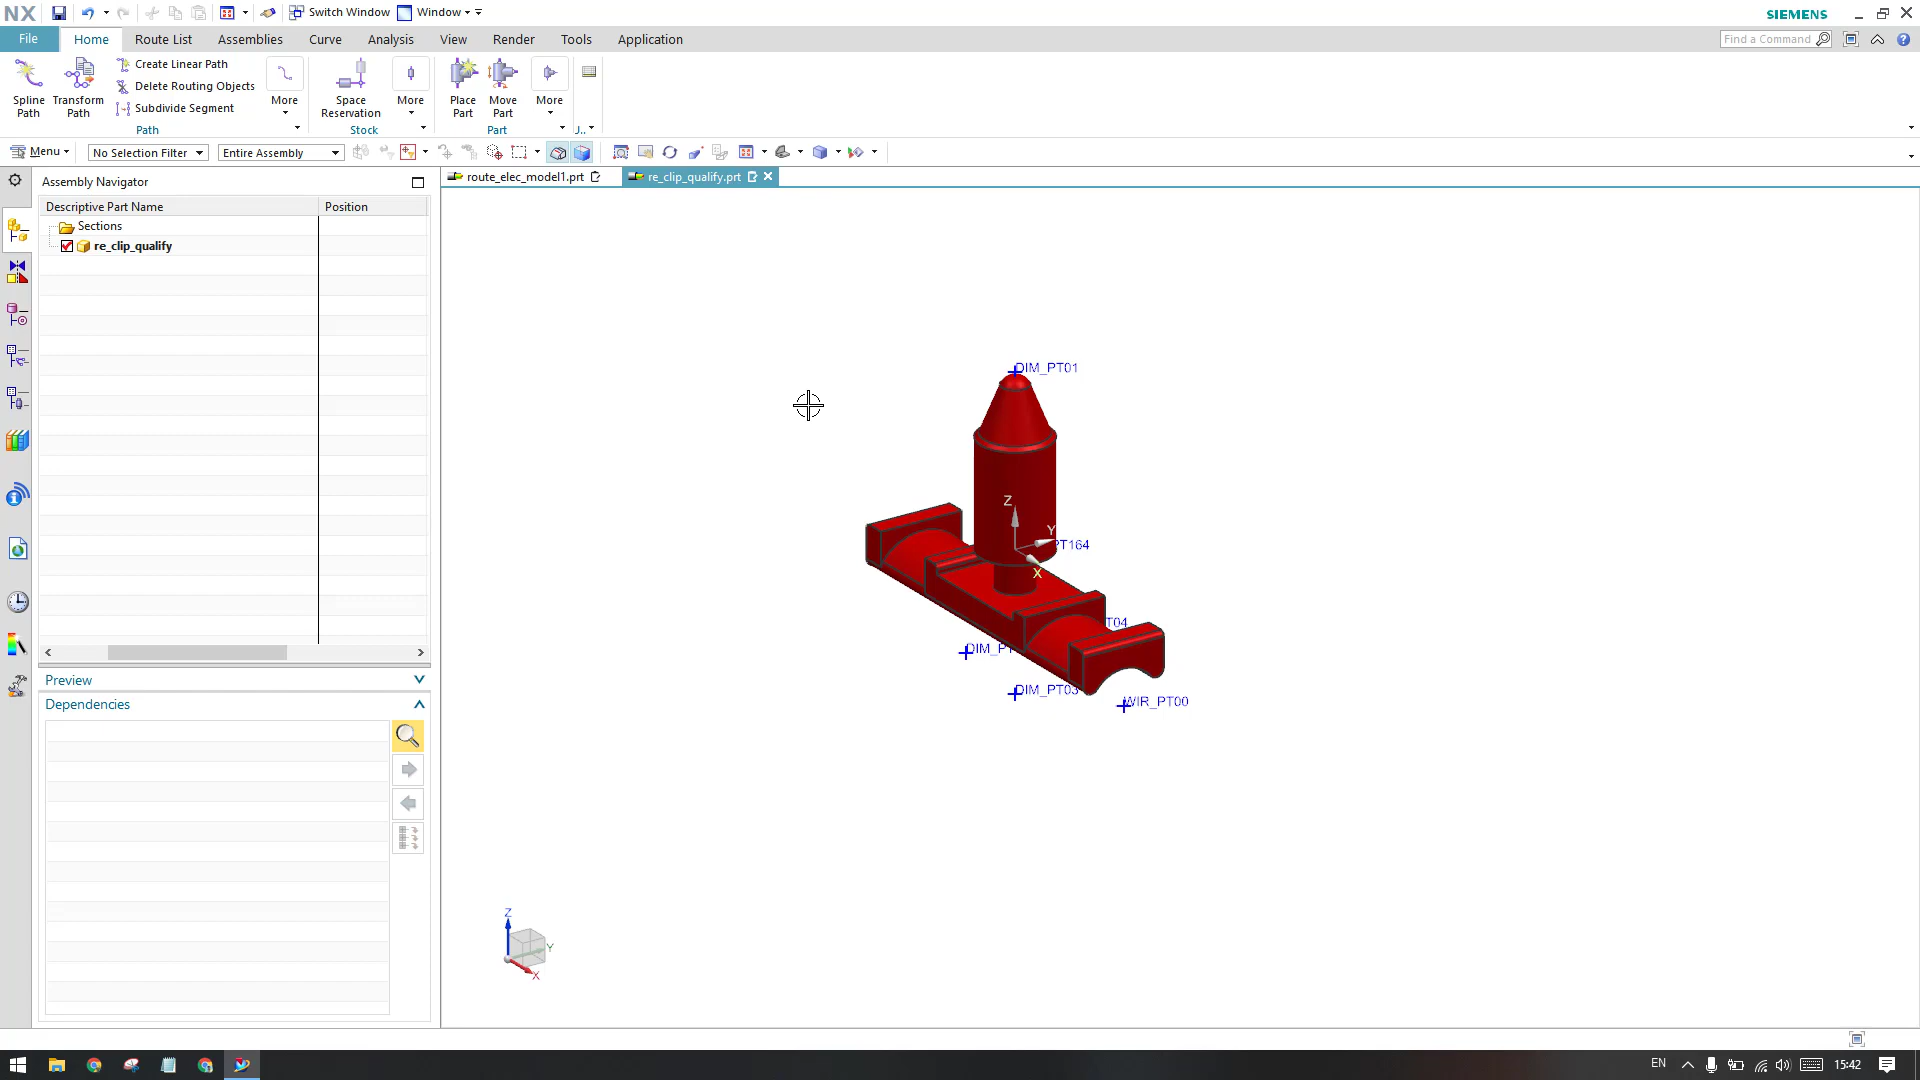 NX
Switch Window
Window
SIEMENS
File
Home
Route List
Assemblies
Curve
Analysis
View
Render
Tools
Application
Find a Command
Spline Path
Transform Path
Create Linear Path
Delete Routing Objects
Subdivide Segment
More
Space Reservation
More
Place Part
Move Part
More
Path
Stock
Part
J..
Menu
No Selection Filter
Entire Assembly
Assembly Navigator
route_elec_model1.prt
re_clip_qualify.prt
Descriptive Part Name
Position
Sections
re_clip_qualify
DIM_PT01
Z
Y
PT164
X
T04
DIM_P
DIM_PT03
WIR_PT00
Preview
Dependencies
Z
Y
X
EN
15:42